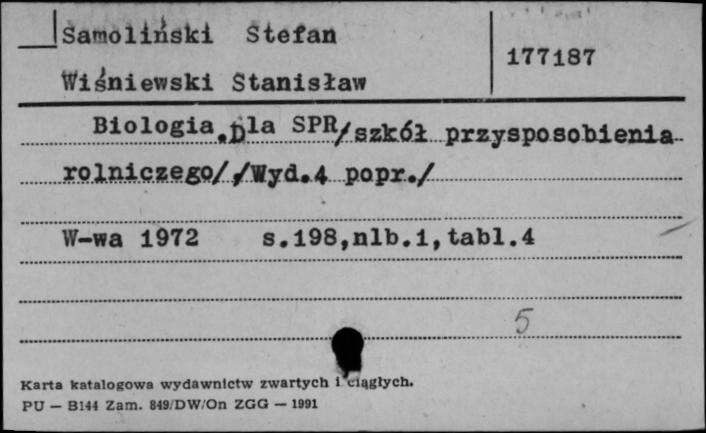 Samoliński Stefan
177187
Wiśniewski Stanisław
Biologia.Dla SPR/szkół przysposobienia
rolniczego/ /Wyd.4 popr./
W-wa 1972 s.198,nlb.1,tabl.4
5
Karta katalogowa wydawnictw zwartych i ciągłych.
PU — B144 Zam. 849/DW/On ZGG — 1991